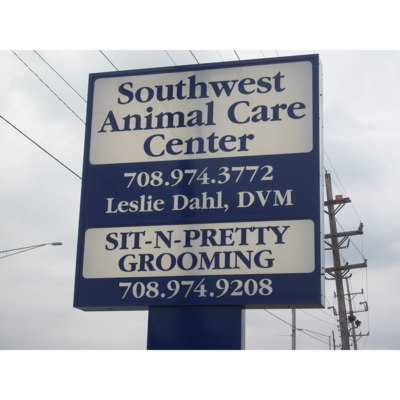 Southwest
Animal Care
Center
708.974.3772
Leslie Dahl, DVM
SIT-N-PRETTY
GROOMING
708.974.9208